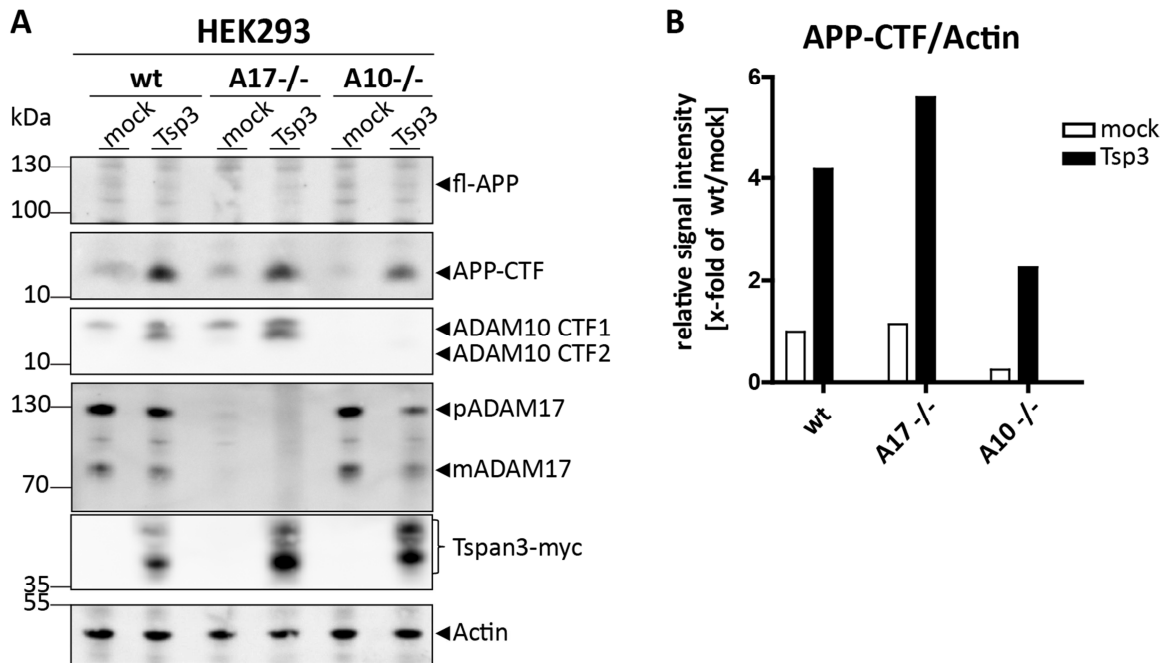 A
HEK293
wt A17-/- A10-/-
kDa
mock Tsp3 mock Tsp3 mock Tsp3
130
100
fl-APP
APP-CTF
10
ADAM10 CTF1
ADAM10 CTF2
10
130
pADAM17
mADAM17
70
Tspan3-myc
35
55
Actin
B
APP-CTF/Actin
relative signal intensity
[x-fold of wt/mock]
6
4
2
0
wt
A17 -/-
A10 -/-
mock
Tsp3